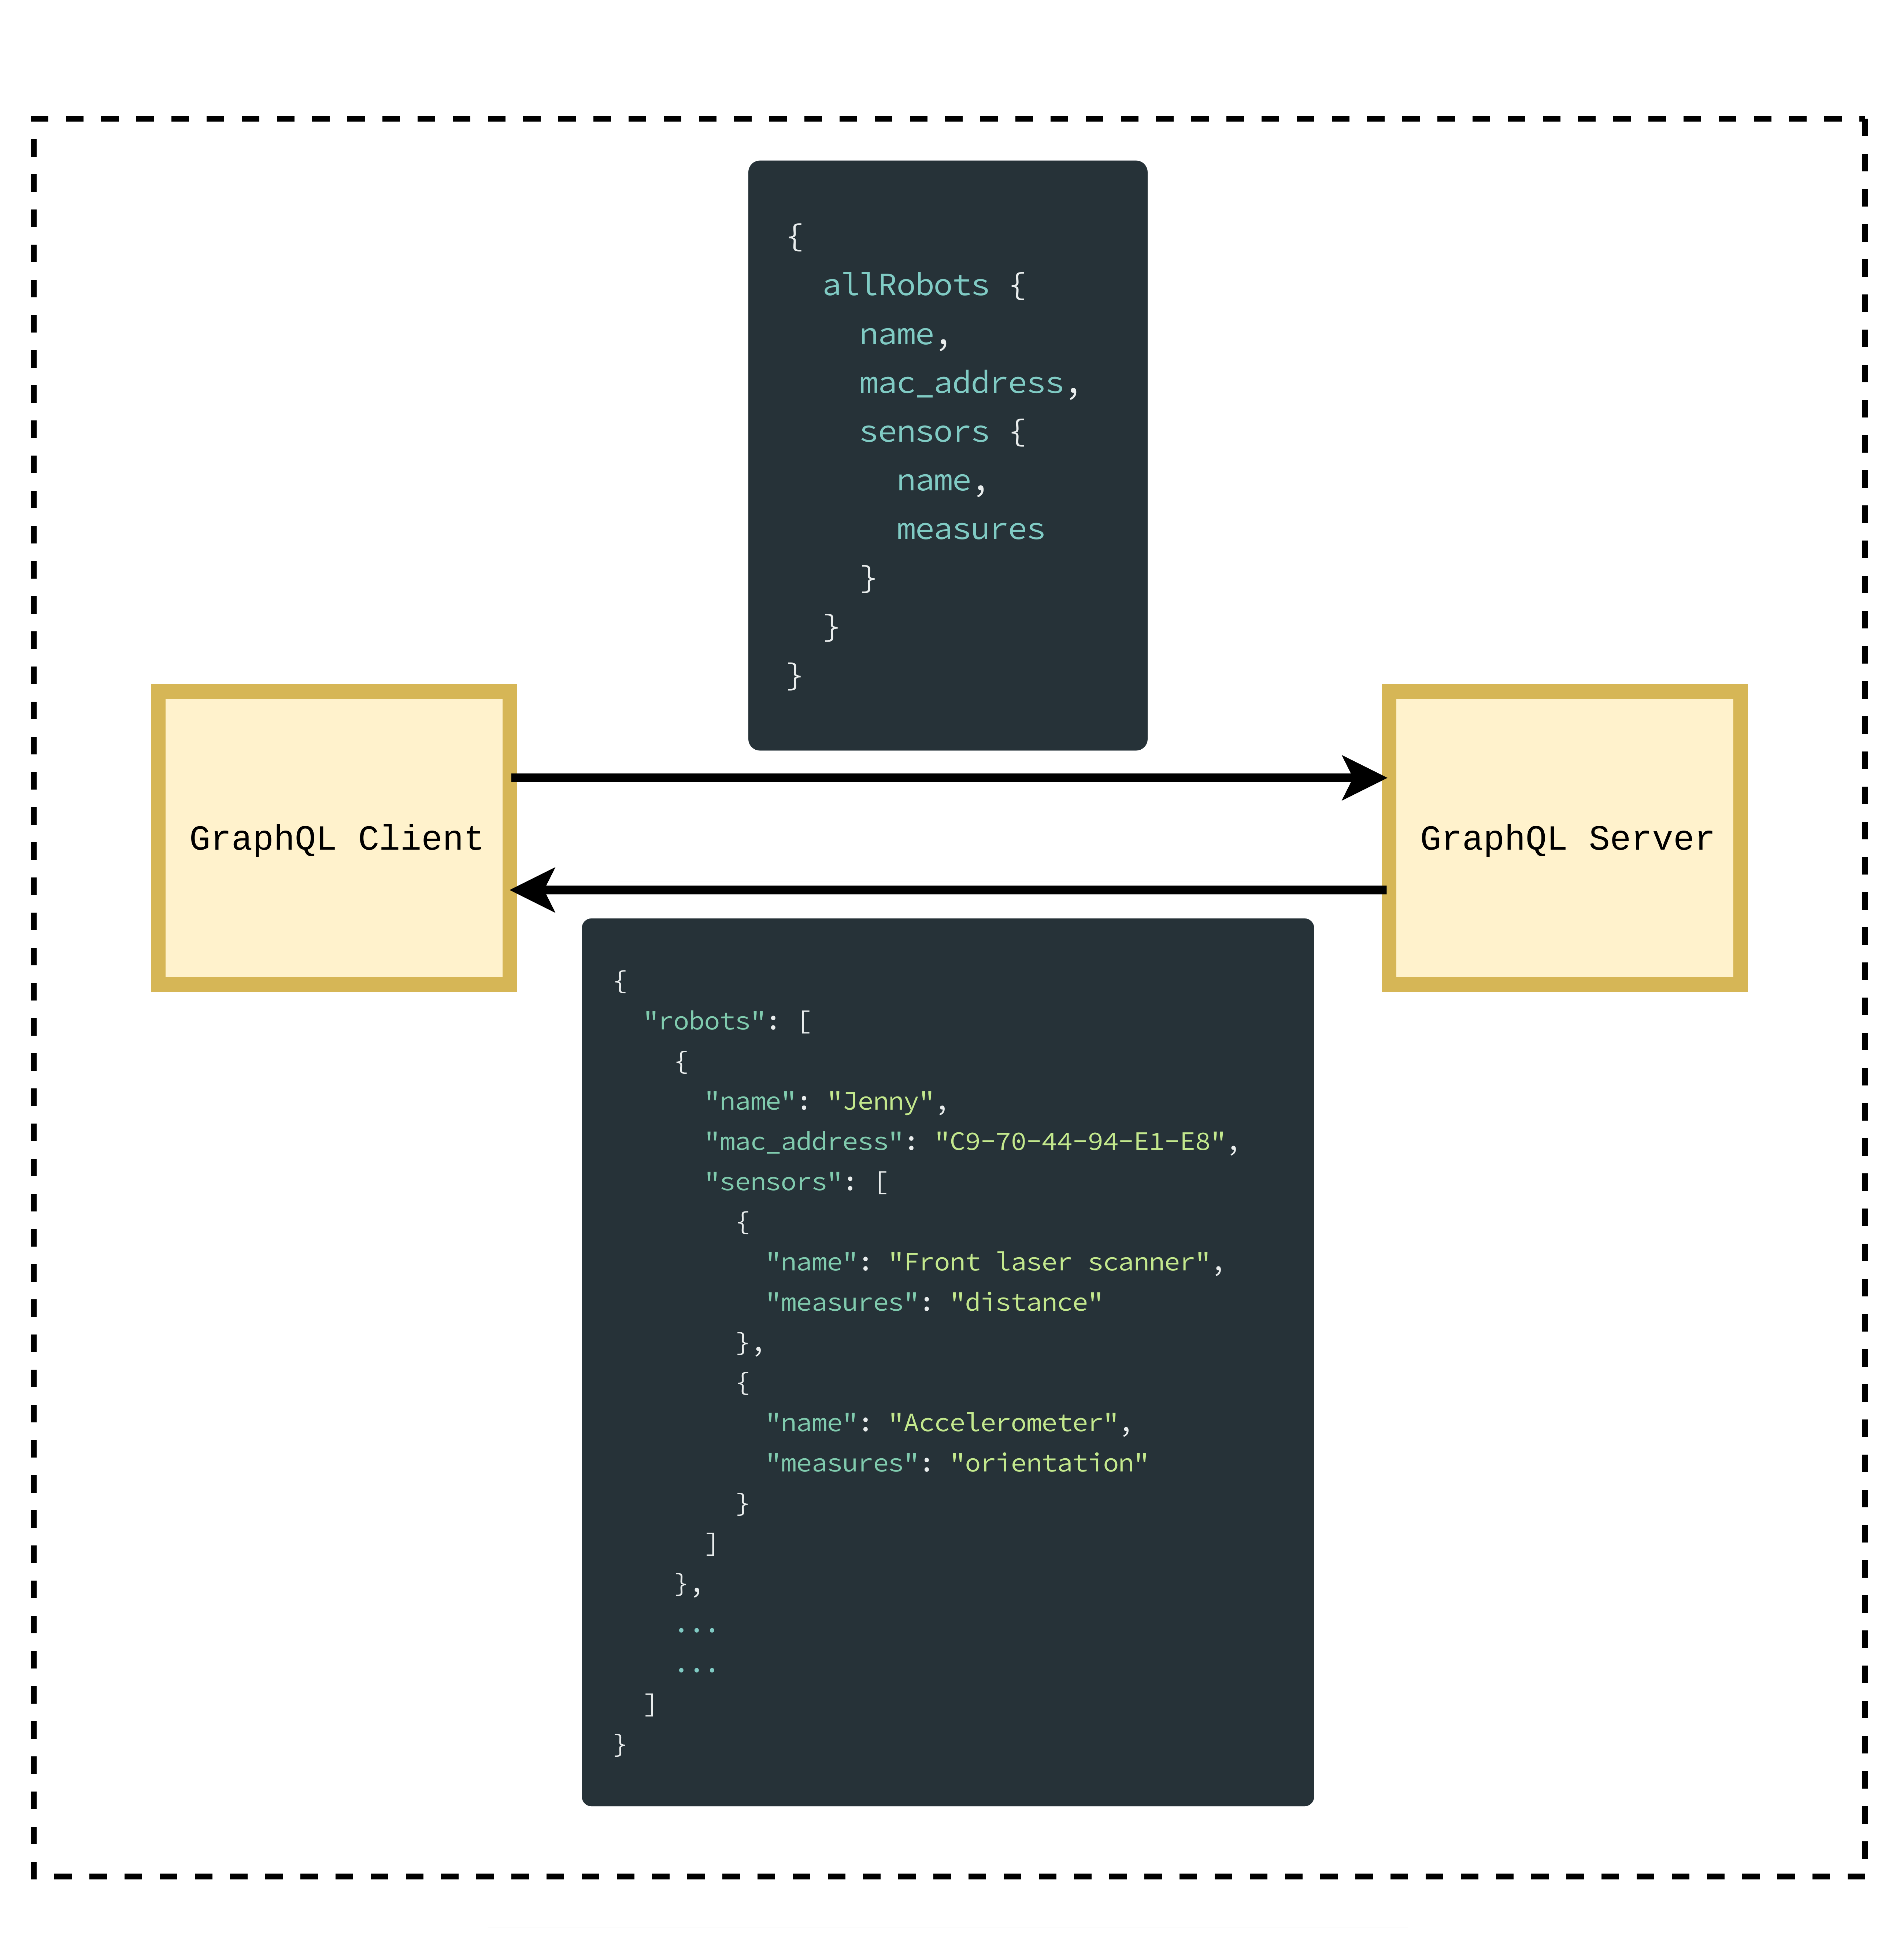 {
  allRobots {
    name,
    mac_address,
    sensors {
      name,
      measures
    }
  }
}
GraphQL Client
GraphQL Server
{
  "robots": [
    {
      "name": "Jenny",
      "mac_address": "C9-70-44-94-E1-E8",
      "sensors": [
        {
          "name": "Front laser scanner",
          "measures": "distance"
        },
        {
          "name": "Accelerometer",
          "measures": "orientation"
        }
      ]
    },
    ...
    ...
  ]
}